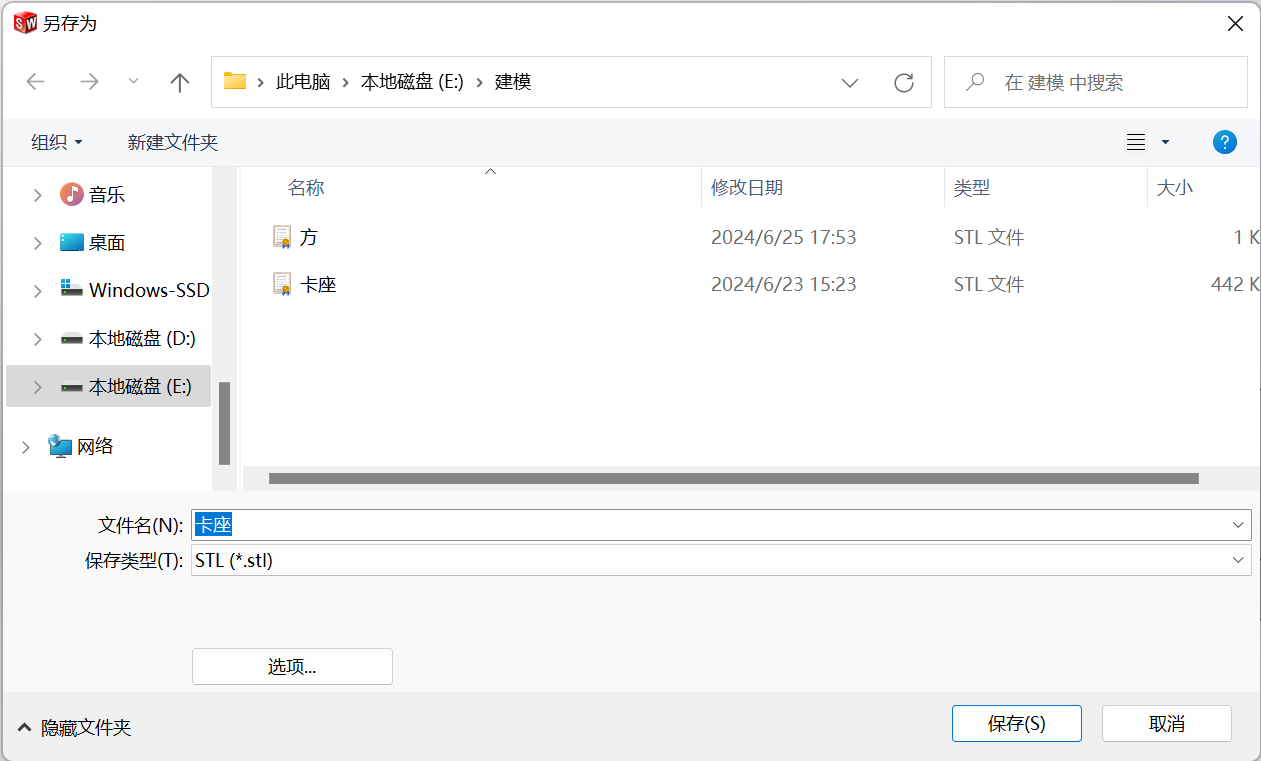 SW 另存为
此电脑 本地磁盘 (E:) 建模
在 建模 中搜索
组织 新建文件夹 ?
名称 修改日期 类型 大小
音乐
桌面
Windows-SSD
本地磁盘 (D:)
本地磁盘 (E:)
网络
方 2024/6/25 17:53 STL 文件 1 K
卡座 2024/6/23 15:23 STL 文件 442 K
文件名(N): 卡座
保存类型(T): STL (*.stl)
选项...
隐藏文件夹 保存(S) 取消